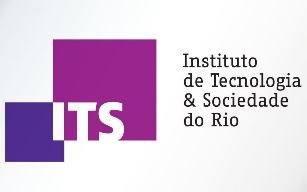 ITS
Instituto
de Tecnologia
& Sociedade
do Rio